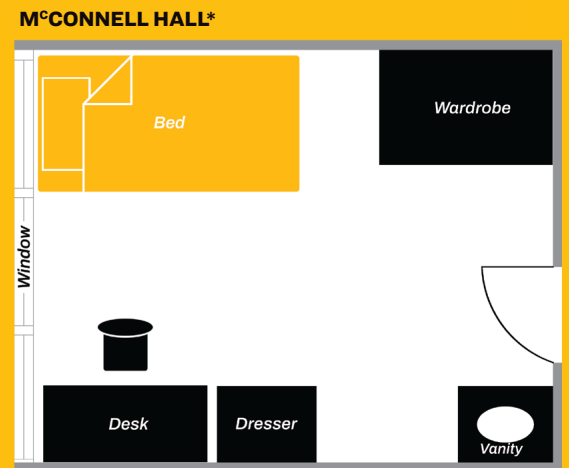 MᶜCONNELL HALL*
Bed
Wardrobe
Window
Desk
Dresser
Vanity